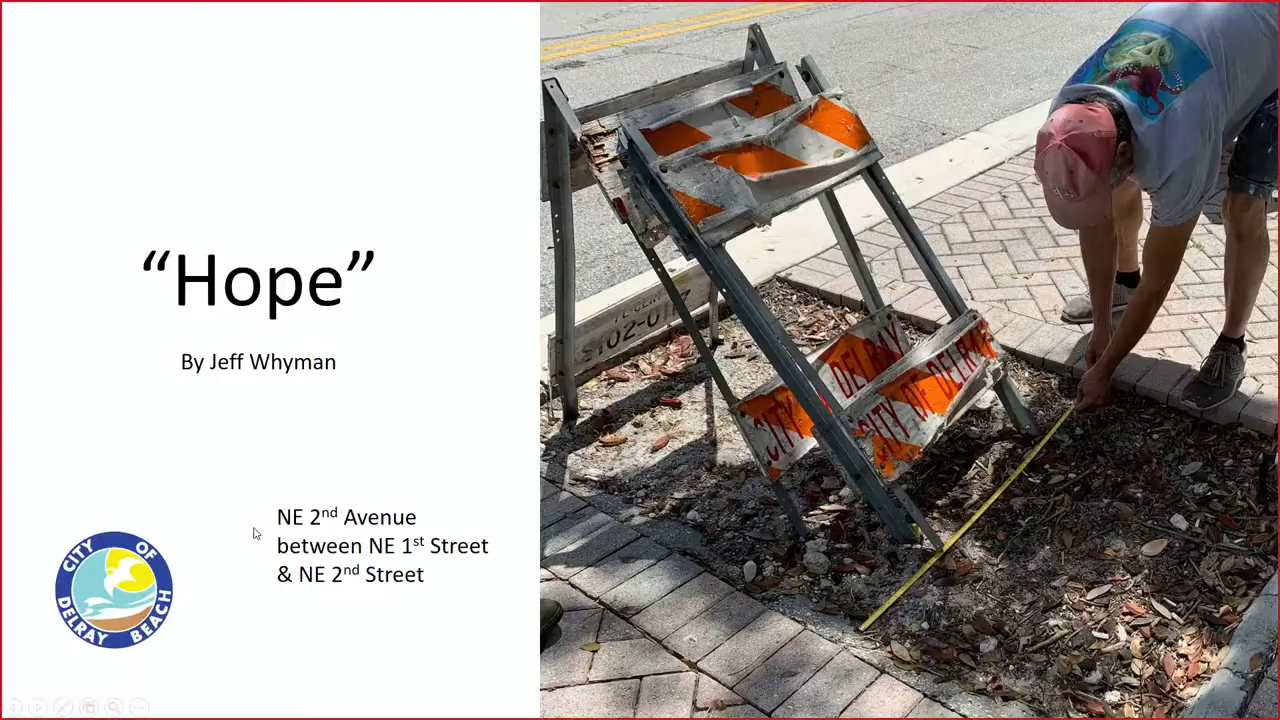 “Hope”
By Jeff Whyman
NE 2nd Avenue
between NE 1st Street
& NE 2nd Street
CITY OF
DELRAY BEACH
CITY
DELRAY
CITY OF DELRAY